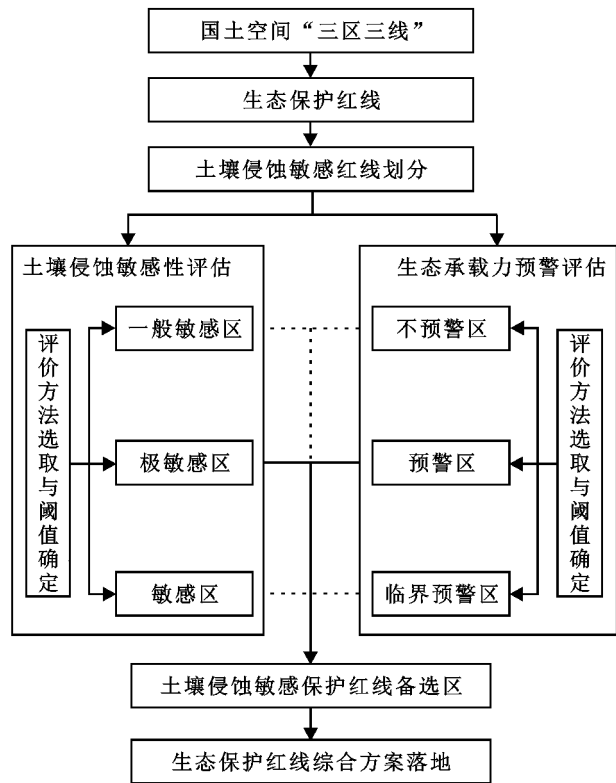 国土空间“三区三线”
生态保护红线
土壤侵蚀敏感红线划分
土壤侵蚀敏感性评估
评价方法选取与阈值确定
一般敏感区
极敏感区
敏感区
生态承载力预警评估
不预警区
预警区
临界预警区
评价方法选取与阈值确定
土壤侵蚀敏感保护红线备选区
生态保护红线综合方案落地